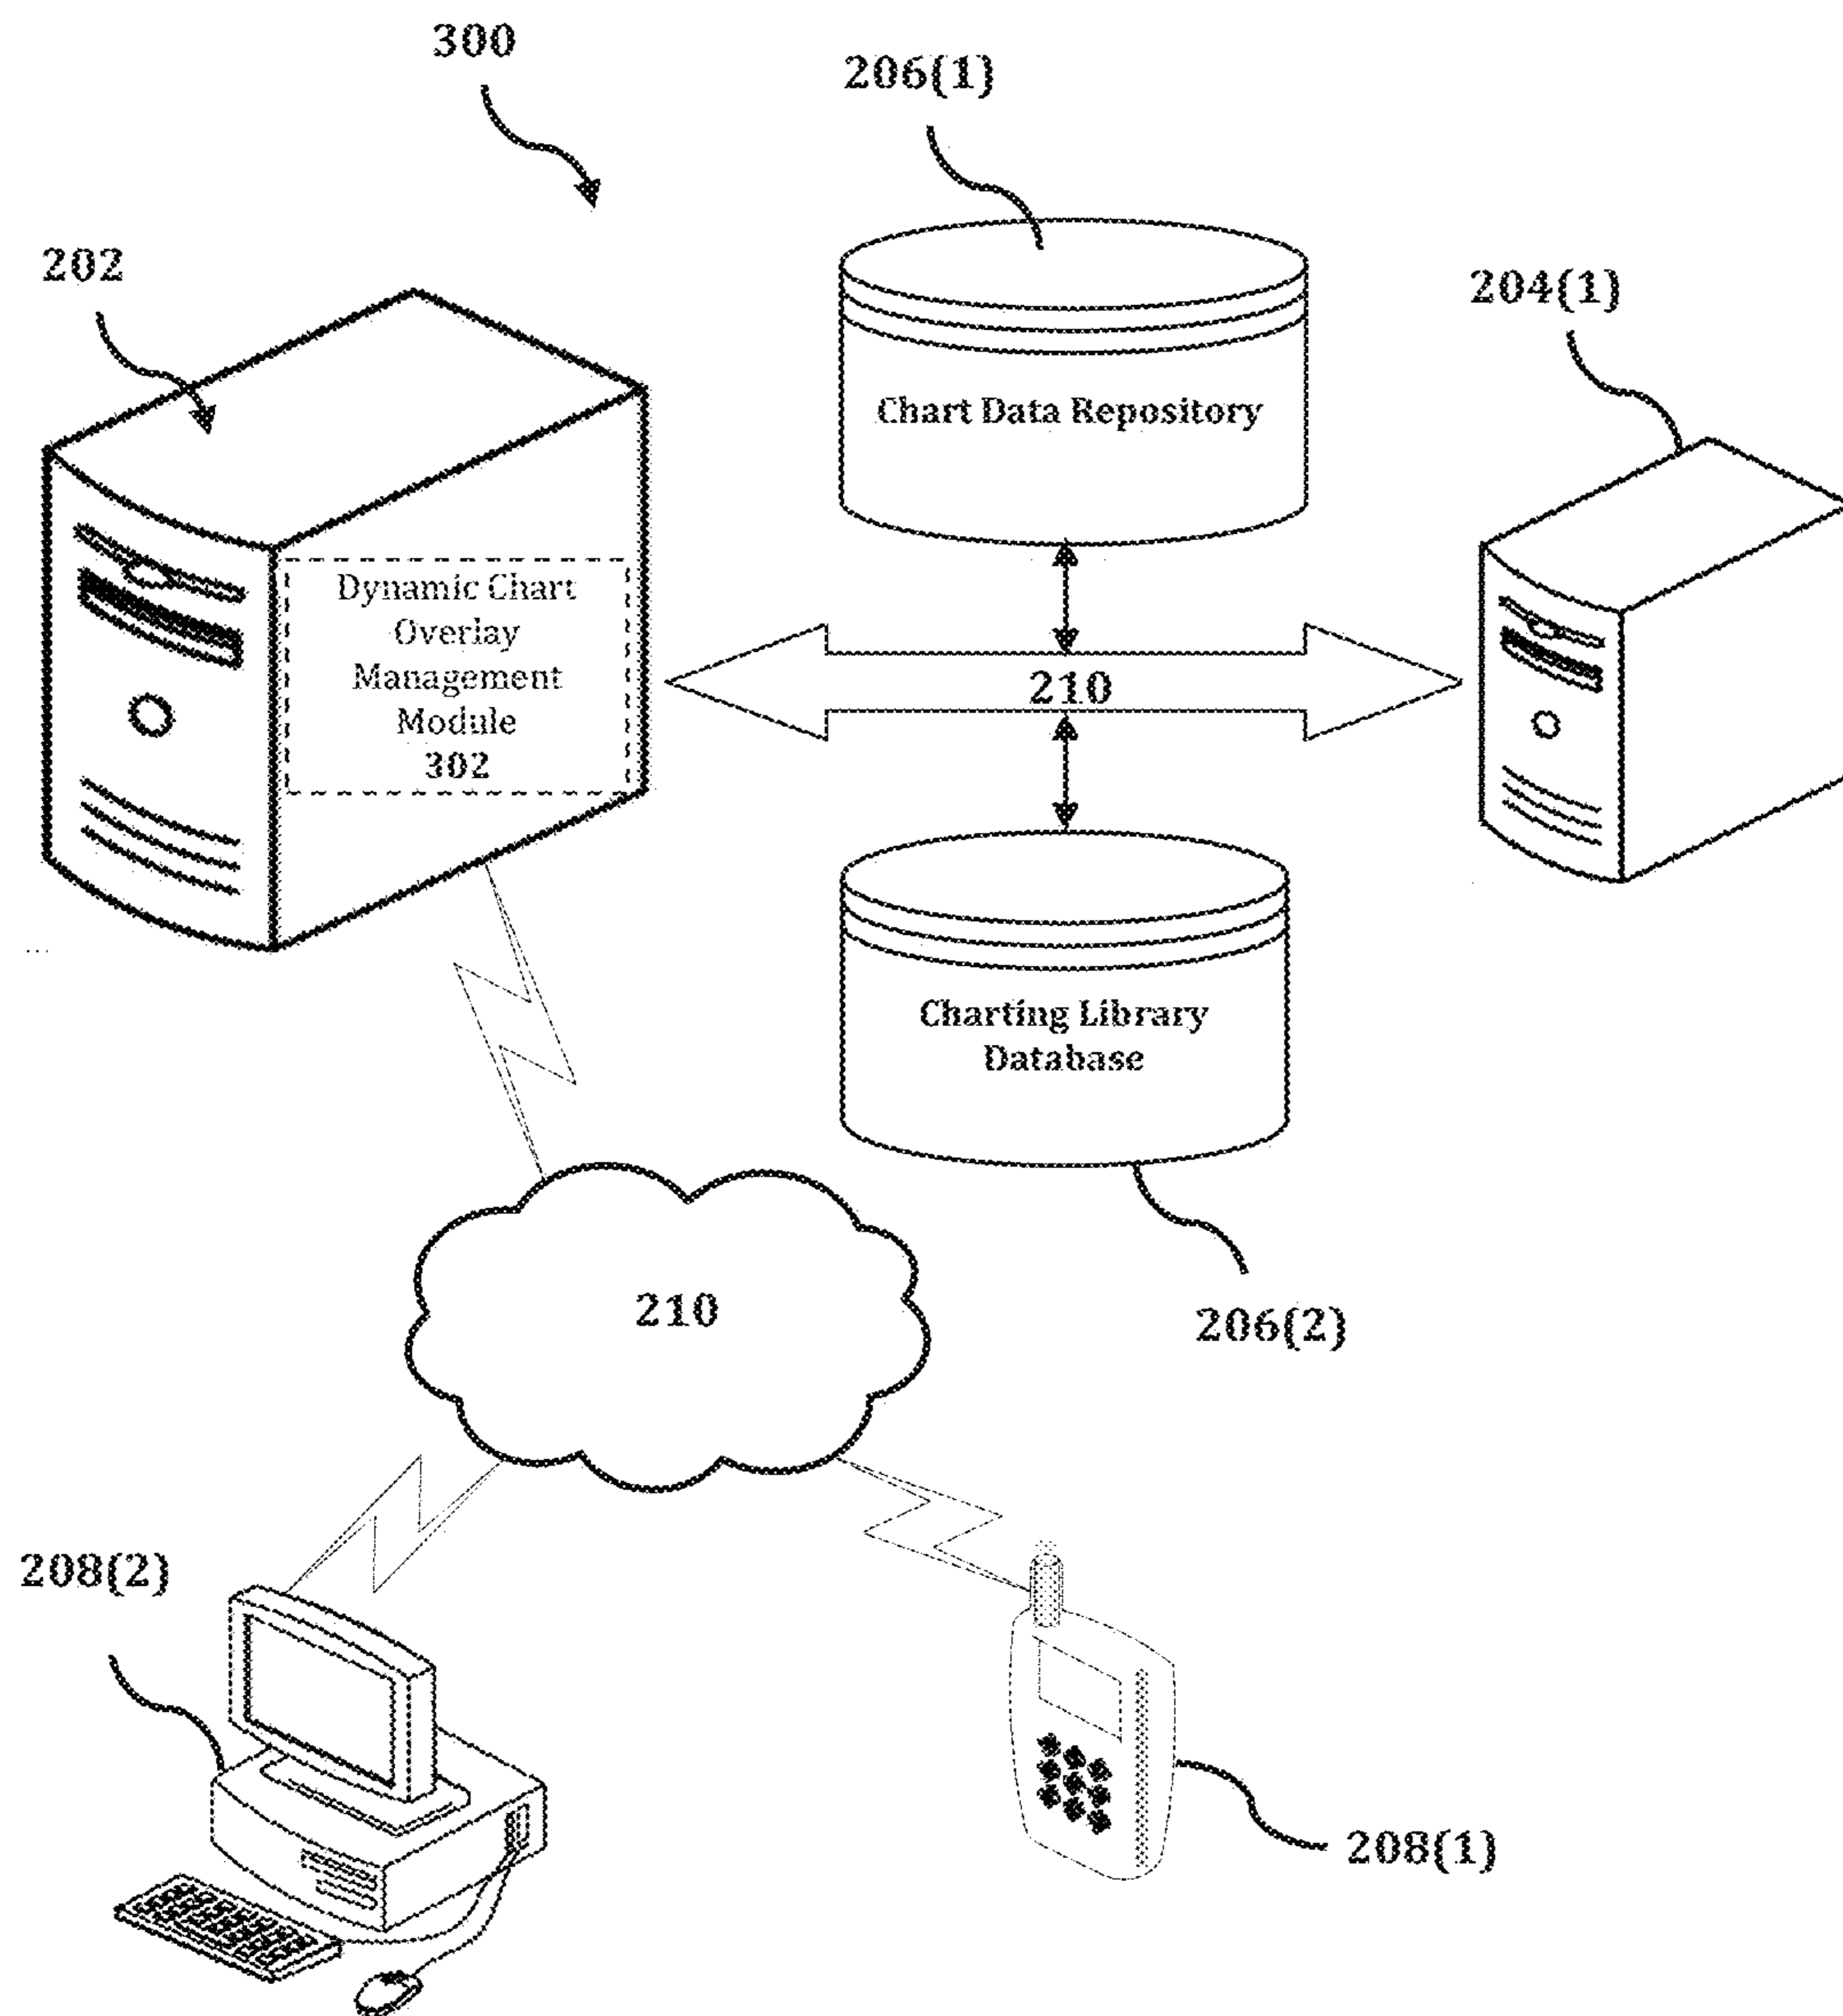 300
206(1)
202
204(1)
Chart Data Repository
Dynamic Chart
Overlay
Management
Module
302
210
Charting Library
Database
210
206(2)
208(2)
208(1)